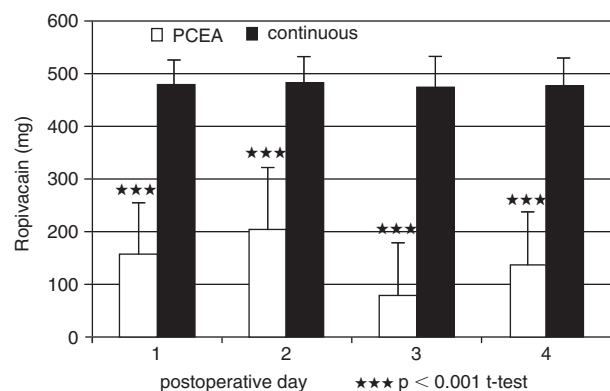 600
PCEA continuous
500
400
★★★
300
★★★ ★★★
200
★★★
100
0
1 2 3 4
Ropivacain (mg)
postoperative day ★★★ p < 0.001 t-test